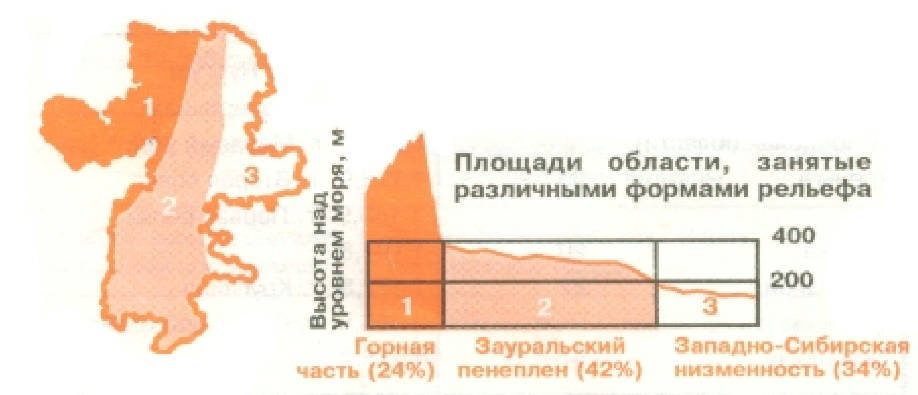 1
2
3
Высота над
уровнем моря, м
Площади области, занятые
различными формами рельефа
400
200
1
2
3
Горная
часть (24%)
Зауральский
пенеплен (42%)
Западно-Сибирская
низменность (34%)